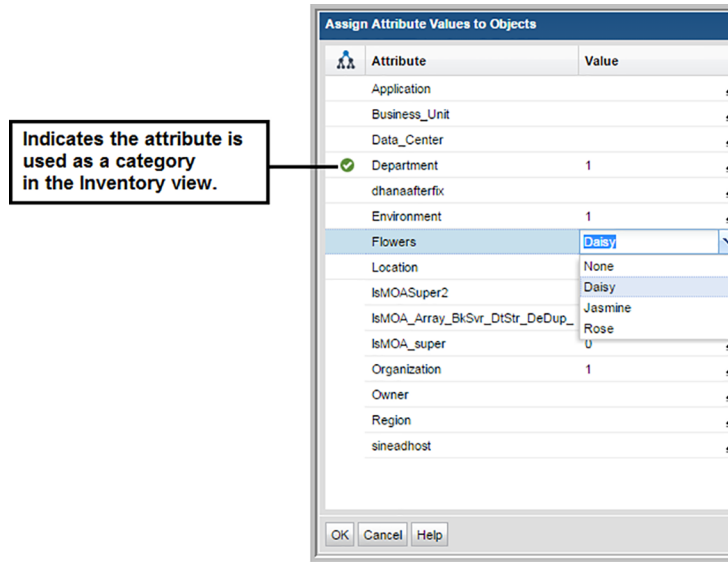 Assign Attribute Values to Objects
Attribute Value
Application
Business_Unit
Data_Center
Indicates the attribute is
used as a category
in the Inventory view.
Department 1
dhanaafterfix
Environment 1
Flowers Daisy
Location
None
Daisy
IsMOASuper2
Jasmine
IsMOA_Array_BkSvr_DtStr_DeDup_
Rose
IsMOA_super 0
Organization 1
Owner
Region
sineadhost
OK Cancel Help